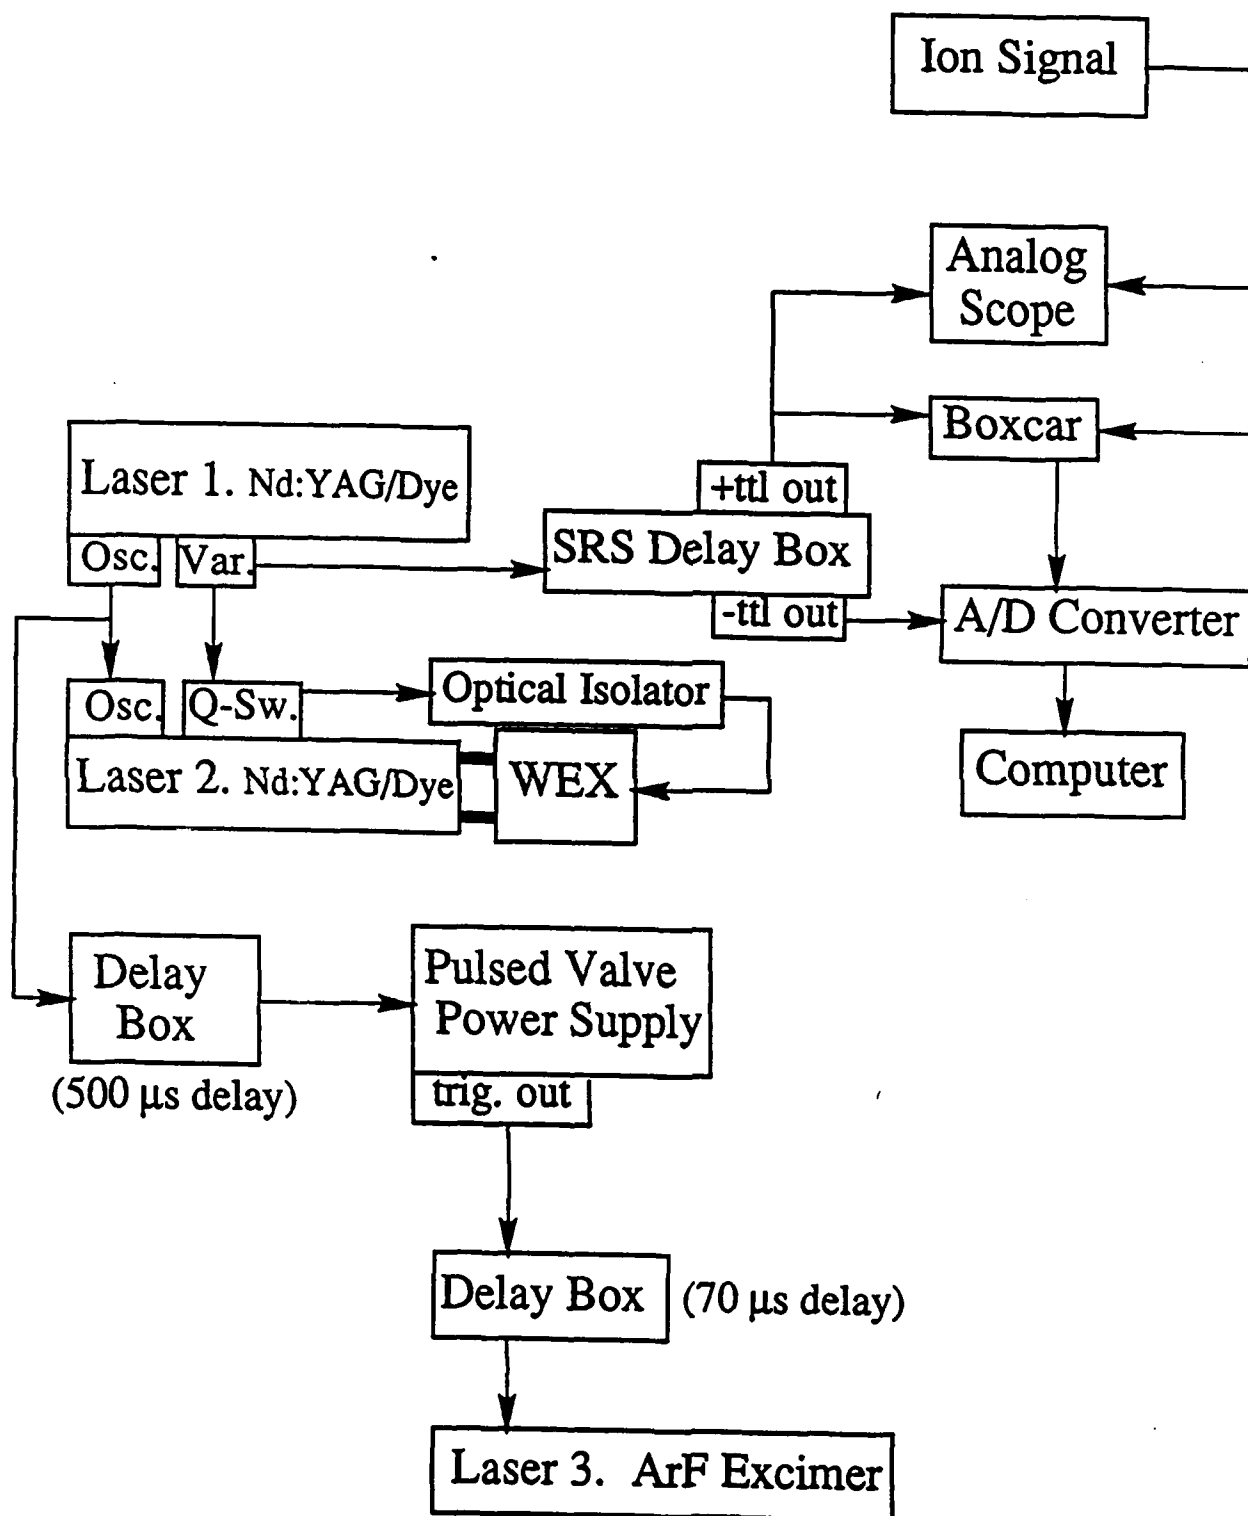 Ion Signal
Analog
Scope
Boxcar
Laser 1. Nd:YAG/Dye
+ttl out
Osc.
Var.
SRS Delay Box
-ttl out
A/D Converter
Osc.
Q-Sw.
Optical Isolator
Laser 2. Nd:YAG/Dye
WEX
Computer
Delay
Box
(500 μs delay)
Pulsed Valve
Power Supply
trig. out
Delay Box
(70 μs delay)
Laser 3. ArF Excimer